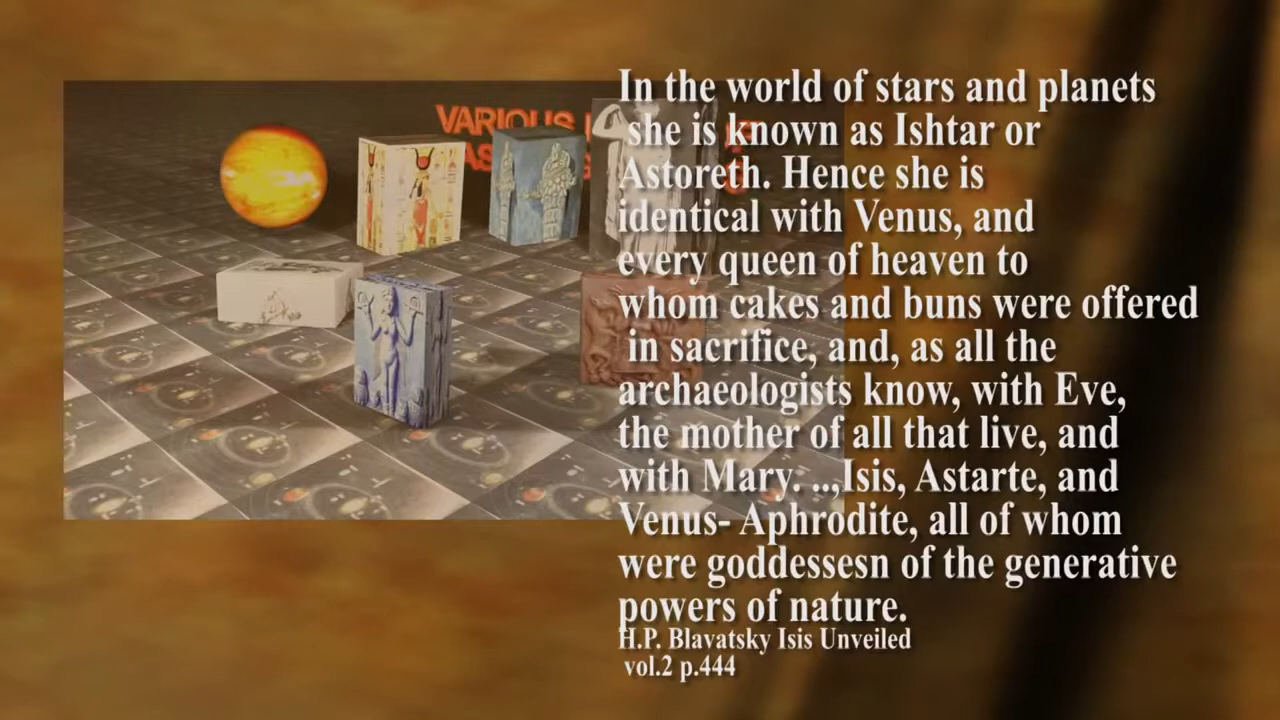 VARIOUS
In the world of stars and planets
she is known as Ishtar or
Astoreth. Hence she is
identical with Venus, and
every queen of heaven to
whom cakes and buns were offered
in sacrifice, and, as all the
archaeologists know, with Eve,
the mother of all that live, and
with Mary. ..,Isis, Astarte, and
Venus- Aphrodite, all of whom
were goddessesn of the generative
powers of nature.
H.P. Blavatsky Isis Unveiled
vol.2 p.444